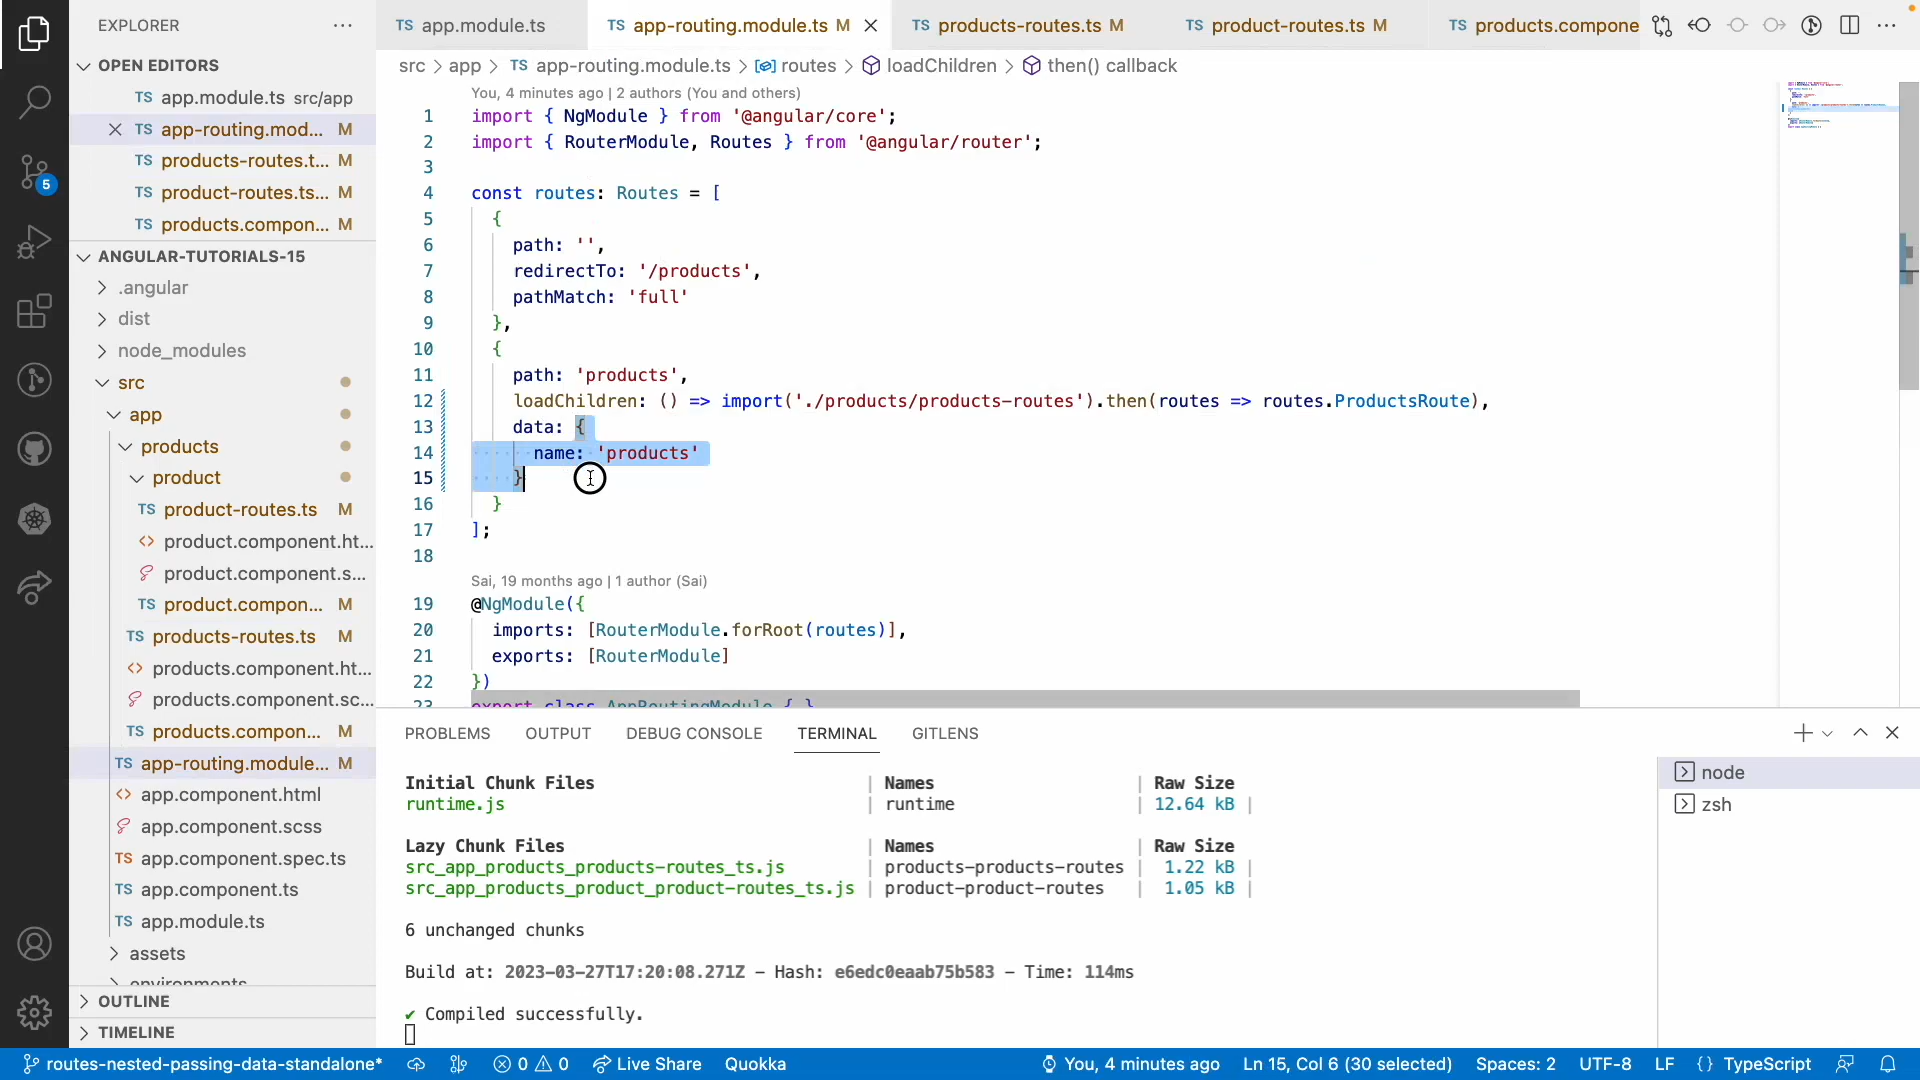 EXPLORER
OPEN EDITORS
TS app.module.ts src/app
TS app-routing.mod... M
TS products-routes.t... M
TS product-routes.ts... M
TS products.compon... M
5
ANGULAR-TUTORIALS-15
.angular
dist
node_modules
src
app
products
product
TS product-routes.ts M
product.component.ht...
product.component.s...
TS product.compon... M
TS products-routes.ts M
products.component.ht...
products.component.sc...
TS products.compon... M
TS app-routing.module... M
app.component.html
app.component.scss
TS app.component.spec.ts
TS app.component.ts
TS app.module.ts
assets
environments
OUTLINE
TIMELINE
TS app.module.ts TS app-routing.module.ts M TS products-routes.ts M TS product-routes.ts M TS products.compone
src > app > TS app-routing.module.ts > routes > loadChildren > then() callback
You, 4 minutes ago | 2 authors (You and others)
1 import { NgModule } from '@angular/core';
2 import { RouterModule, Routes } from '@angular/router';
3
4 const routes: Routes = [
5 {
6 path: '',
7 redirectTo: '/products',
8 pathMatch: 'full'
9 },
10 {
11 path: 'products',
12 loadChildren: () => import('./products/products-routes').then(routes => routes.ProductsRoute),
13 data: {
14 name: 'products'
15 }
16 }
17 ];
18
Sai, 19 months ago | 1 author (Sai)
19 @NgModule({
20 imports: [RouterModule.forRoot(routes)],
21 exports: [RouterModule]
22 })
23 export class AppRoutingModule { }
PROBLEMS OUTPUT DEBUG CONSOLE TERMINAL GITLENS
Initial Chunk Files | Names | Raw Size
runtime.js | runtime | 12.64 kB |
Lazy Chunk Files | Names | Raw Size
src_app_products_products-routes_ts.js | products-products-routes | 1.22 kB |
src_app_products_product_product-routes_ts.js | product-product-routes | 1.05 kB |
6 unchanged chunks
Build at: 2023-03-27T17:20:08.271Z - Hash: e6edc0eaab75b583 - Time: 114ms
✔ Compiled successfully.
node
zsh
routes-nested-passing-data-standalone* 0 0 Live Share Quokka You, 4 minutes ago Ln 15, Col 6 (30 selected) Spaces: 2 UTF-8 LF {} TypeScript